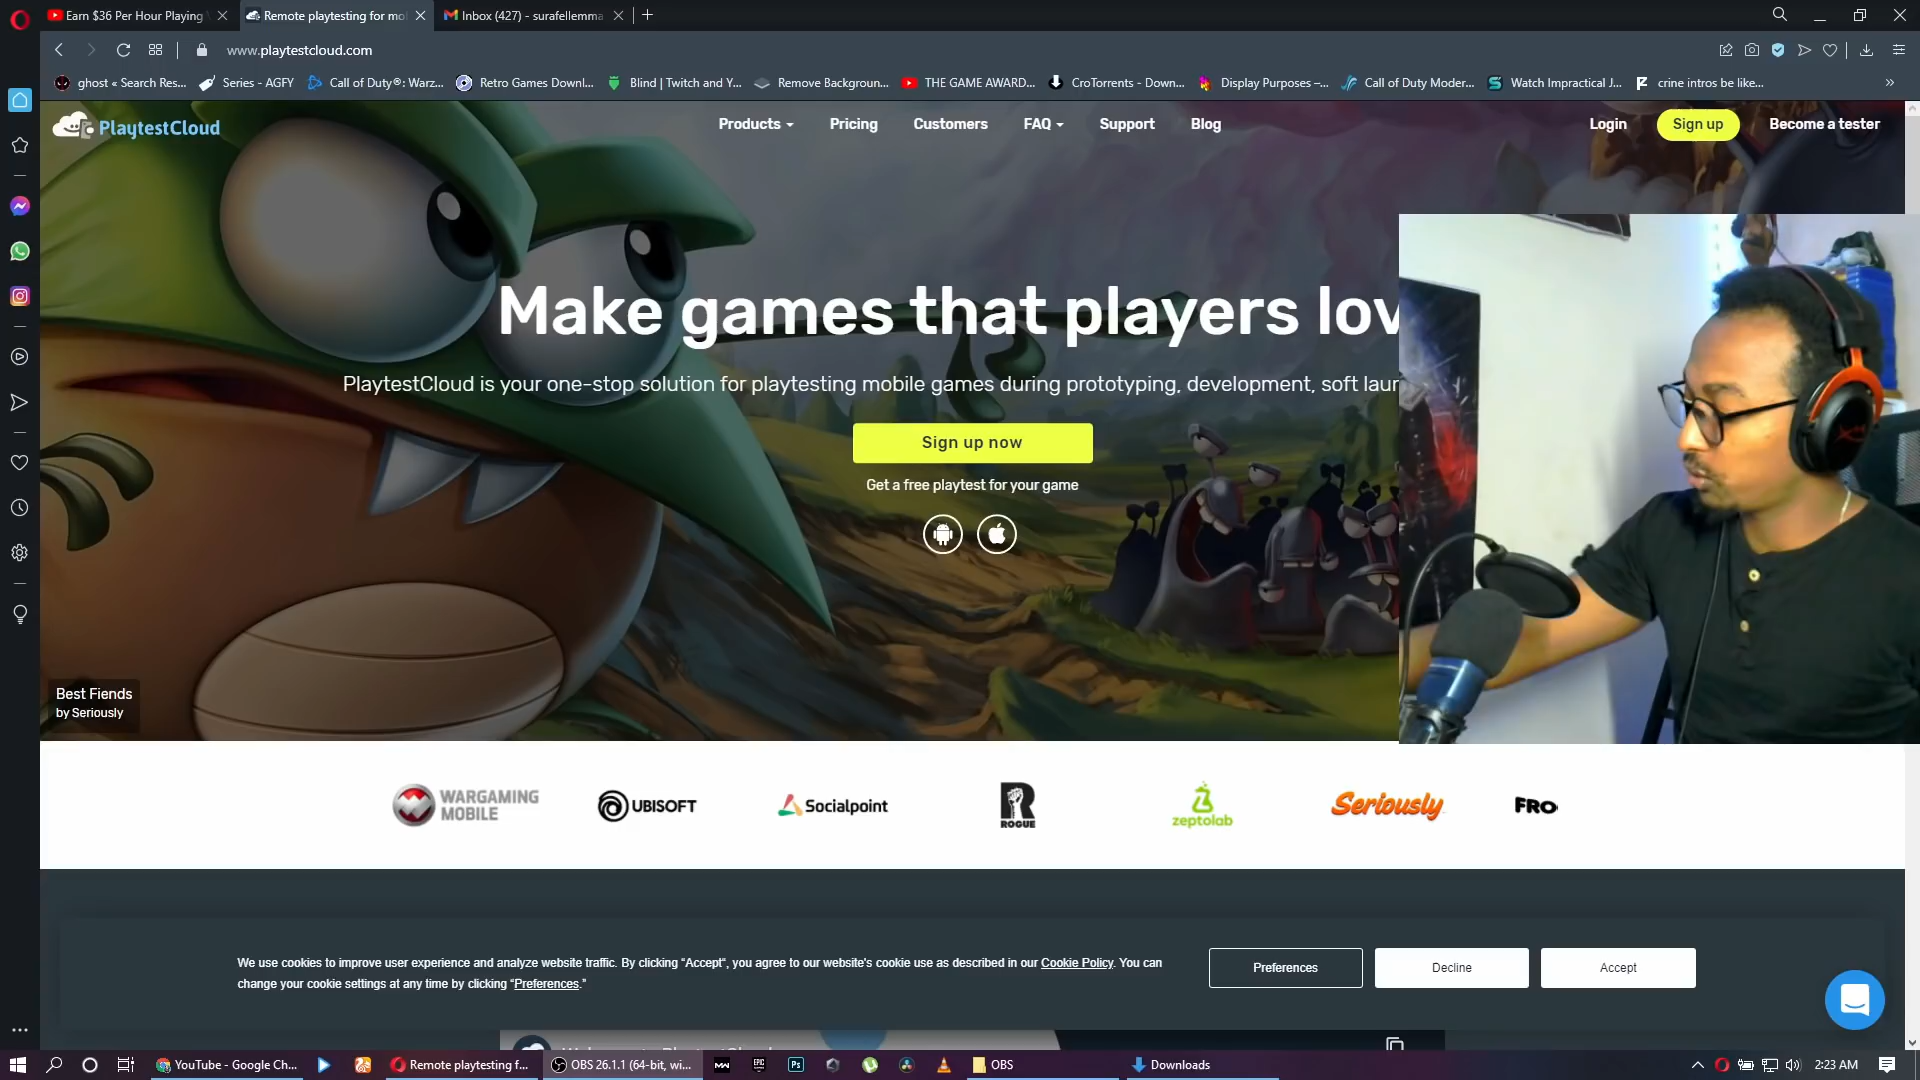 Earn $36 Per Hour Playing
Remote playtesting for mo
Inbox (427) - surafellemma
www.playtestcloud.com
ghost « Search Res...
Series - AGFY
Call of Duty®: Warz...
Retro Games Downl...
Blind | Twitch and Y...
Remove Background...
THE GAME AWARD...
CroTorrents - Down...
Display Purposes –...
Call of Duty Moder...
Watch Impractical J...
crine intros be like...
PlaytestCloud
Products
Pricing
Customers
FAQ
Support
Blog
Login
Sign up
Become a tester
Make games that players lov
PlaytestCloud is your one-stop solution for playtesting mobile games during prototyping, development, soft laun
Sign up now
Get a free playtest for your game
Best Fiends
by Seriously
WARGAMING
MOBILE
UBISOFT
Socialpoint
ROGUE
zeptolab
Seriously
FRO
We use cookies to improve user experience and analyze website traffic. By clicking “Accept“, you agree to our website's cookie use as described in our Cookie Policy. You can
change your cookie settings at any time by clicking “Preferences.”
Preferences
Decline
Accept
YouTube - Google Ch...
Remote playtesting f...
OBS 26.1.1 (64-bit, wi...
EPIC
Ps
OBS
Downloads
2:23 AM